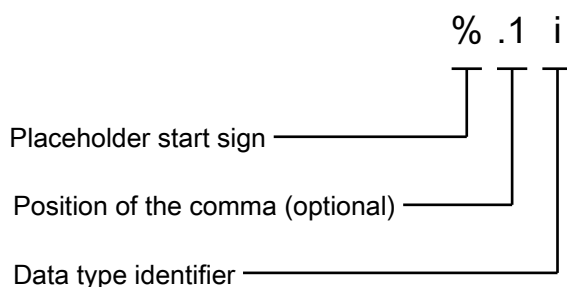 % .1 i
Placeholder start sign
Position of the comma (optional)
Data type identifier